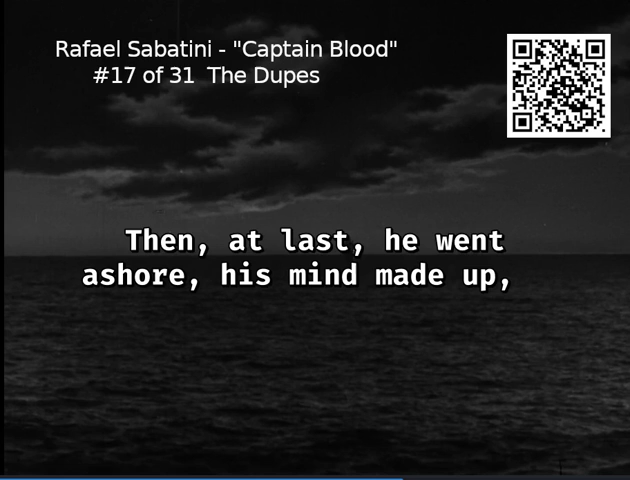 Rafael Sabatini - "Captain Blood"
#17 of 31  The Dupes
Then, at last, he went
ashore, his mind made up,